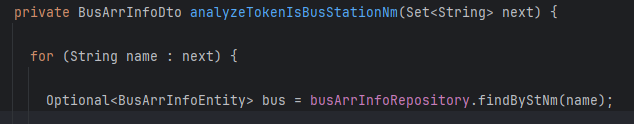 private BusArrInfoDto analyzeTokenIsBusStationNm(Set<String> next) {
for (String name : next) {
Optional<BusArrInfoEntity> bus = busArrInfoRepository.findByStNm(name);